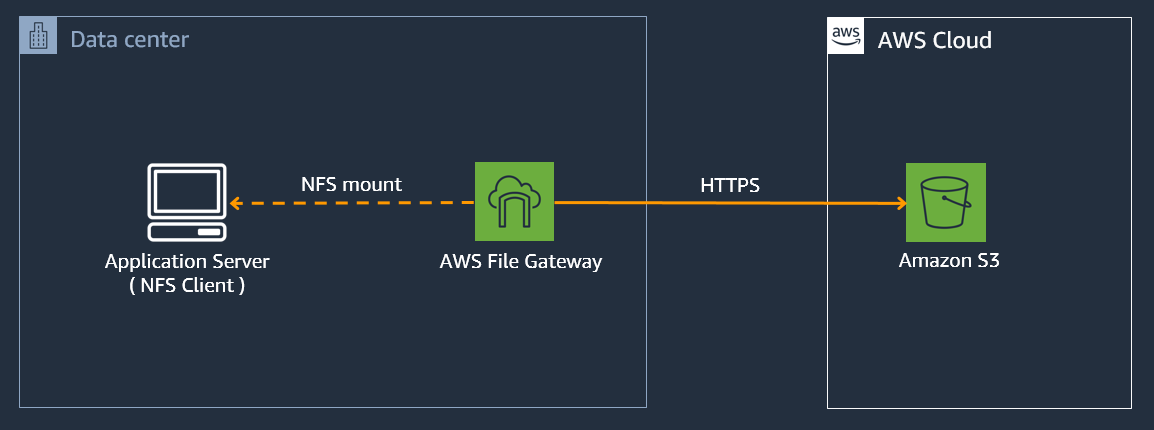 Data center
aws
AWS Cloud
NFS mount
HTTPS
Application Server
( NFS Client )
AWS File Gateway
Amazon S3